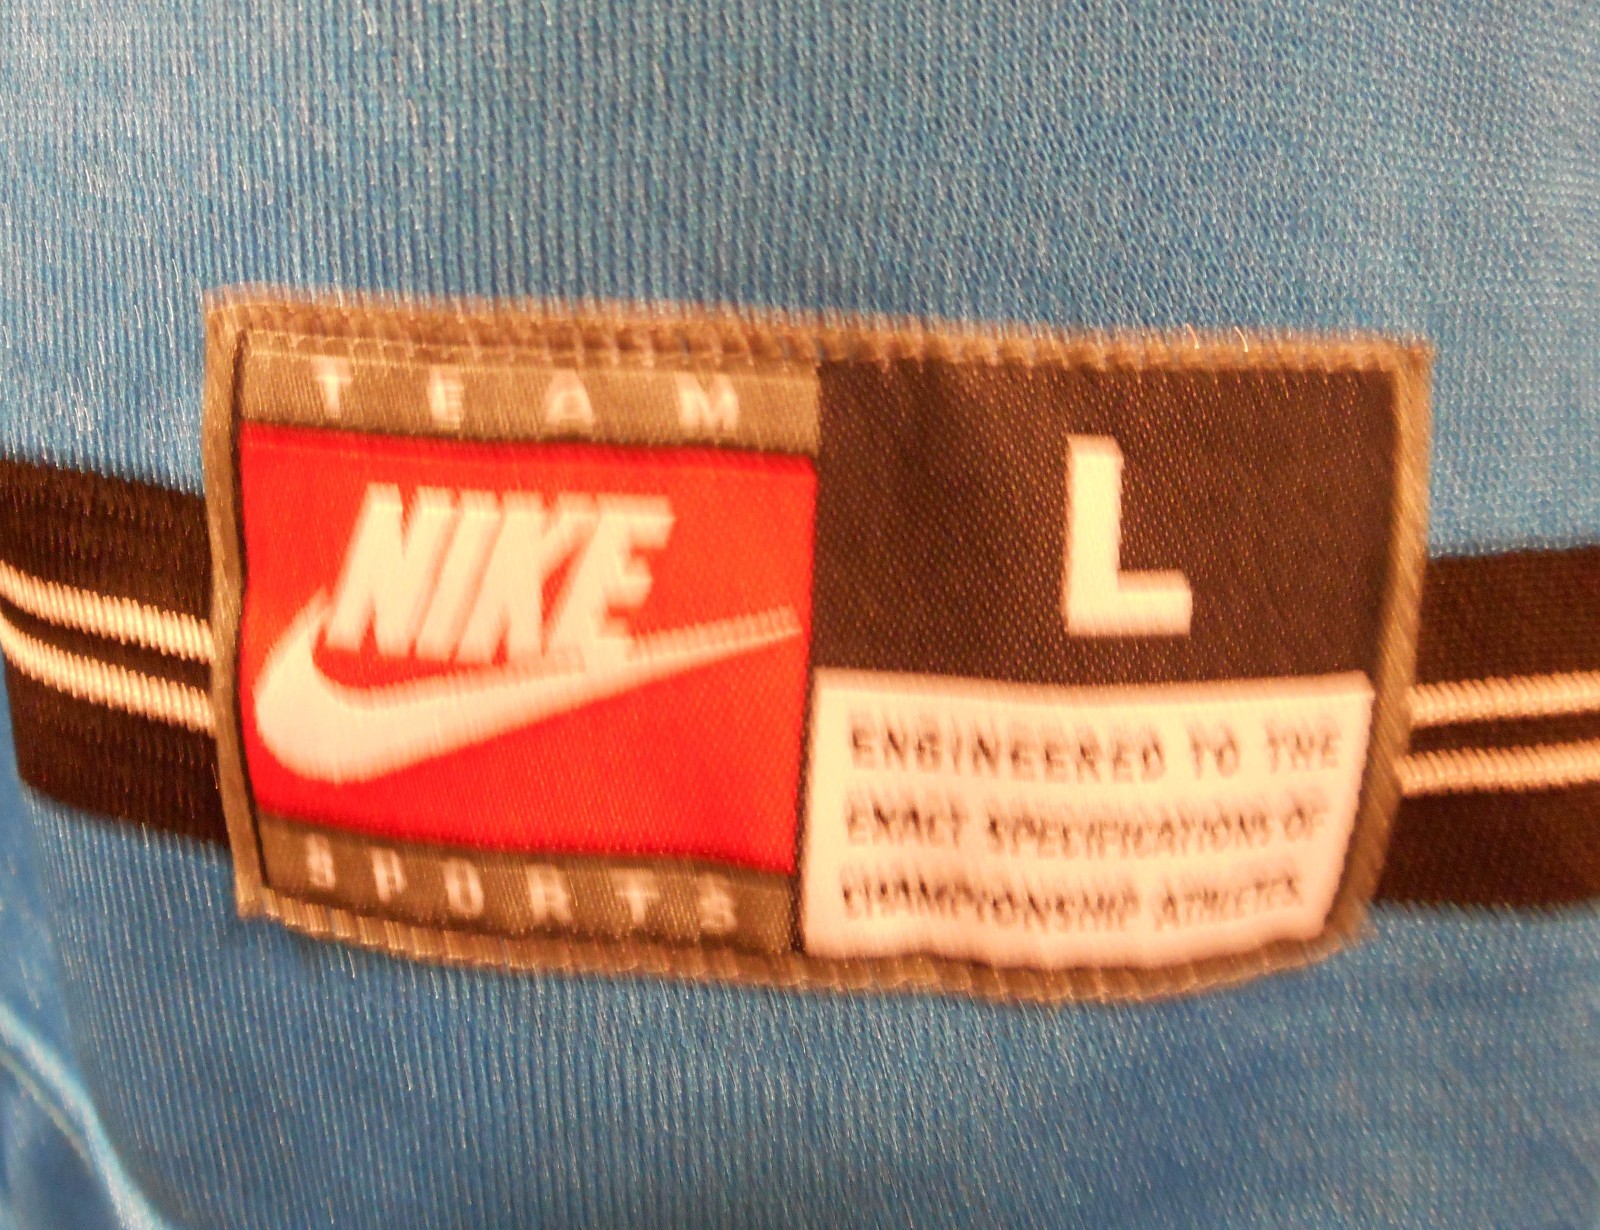 TEAM
NIKE
SPORTS
L
ENGINEERED TO THE
EXACT SPECIFICATIONS OF
CHAMPIONSHIP ATHLETES.